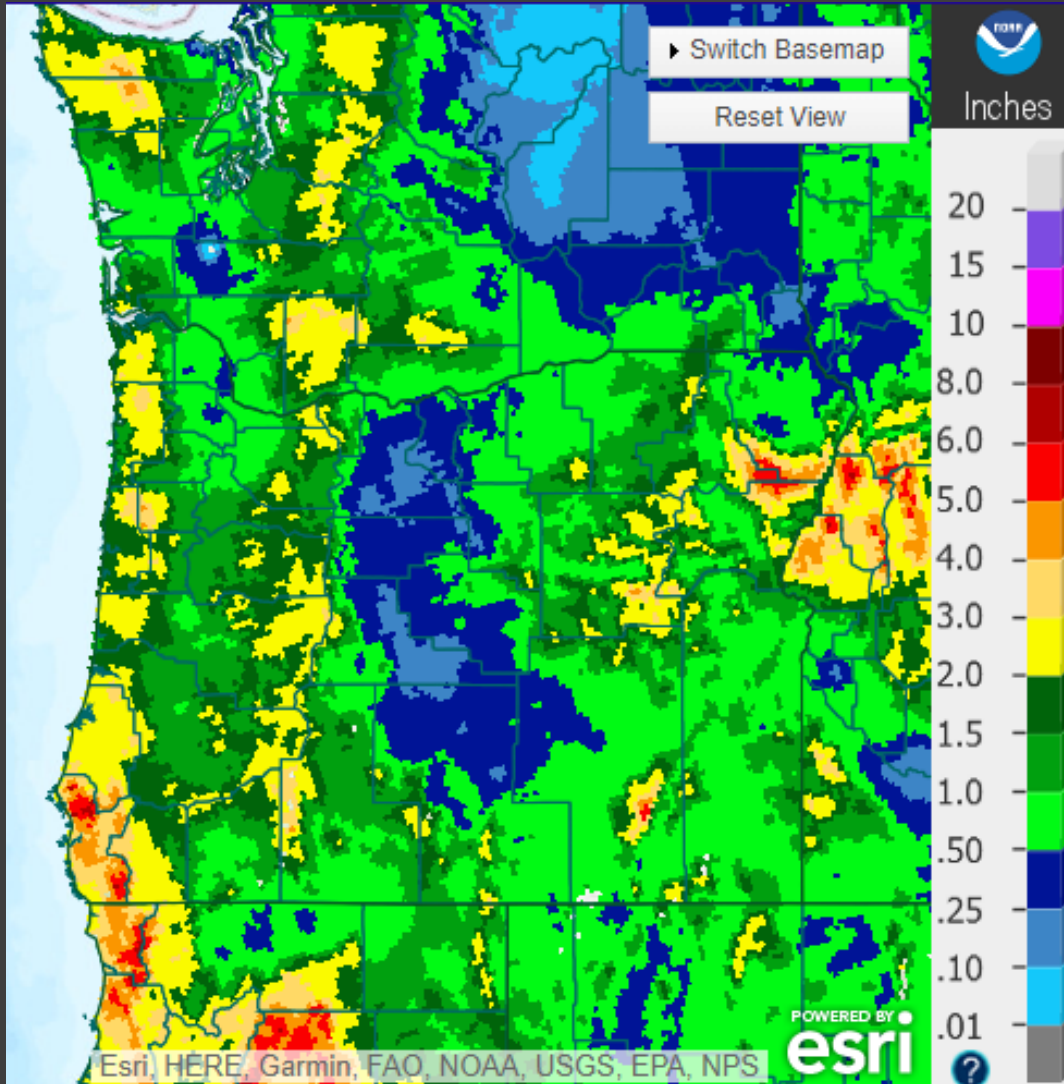 ▸ Switch Basemap
Reset View
NOAA
Inches
20
15
10
8.0
6.0
5.0
4.0
3.0
2.0
1.5
1.0
.50
.25
.10
.01
?
POWERED BY
esri
Esri, HERE, Garmin, FAO, NOAA, USGS, EPA, NPS